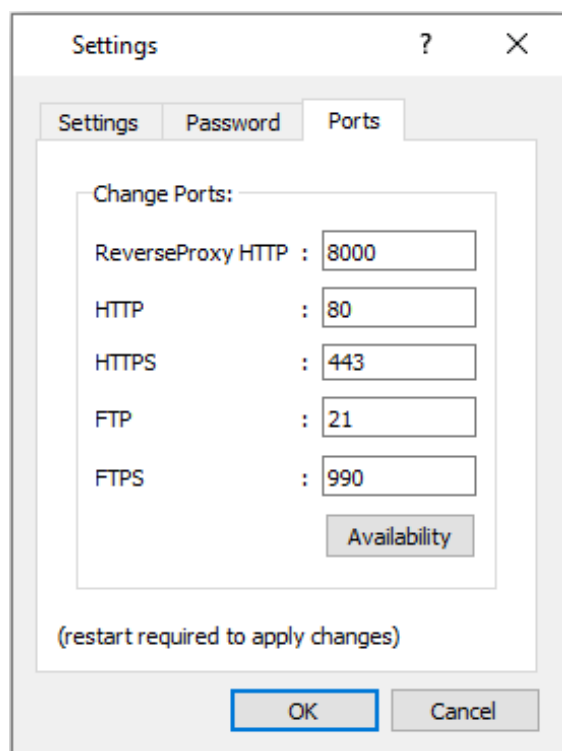 Settings ? X
Settings Password Ports
Change Ports:
ReverseProxy HTTP : 8000
HTTP : 80
HTTPS : 443
FTP : 21
FTPS : 990
Availability
(restart required to apply changes)
OK Cancel